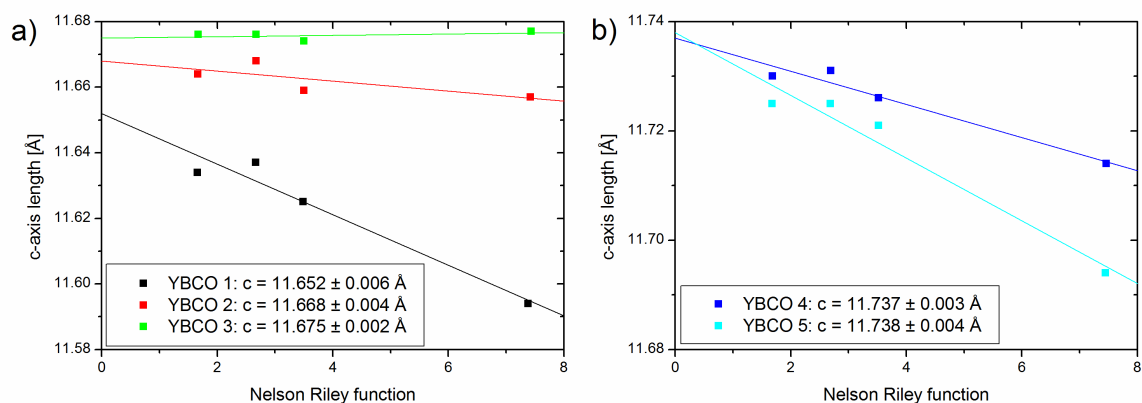 a)
11.68
11.66
11.64
11.62
11.60
11.58
c-axis length [Å]
YBCO 1: c = 11.652 ± 0.006 Å
YBCO 2: c = 11.668 ± 0.004 Å
YBCO 3: c = 11.675 ± 0.002 Å
0 2 4 6 8
Nelson Riley function
b)
11.74
11.72
11.70
11.68
c-axis length [Å]
YBCO 4: c = 11.737 ± 0.003 Å
YBCO 5: c = 11.738 ± 0.004 Å
0 2 4 6 8
Nelson Riley function